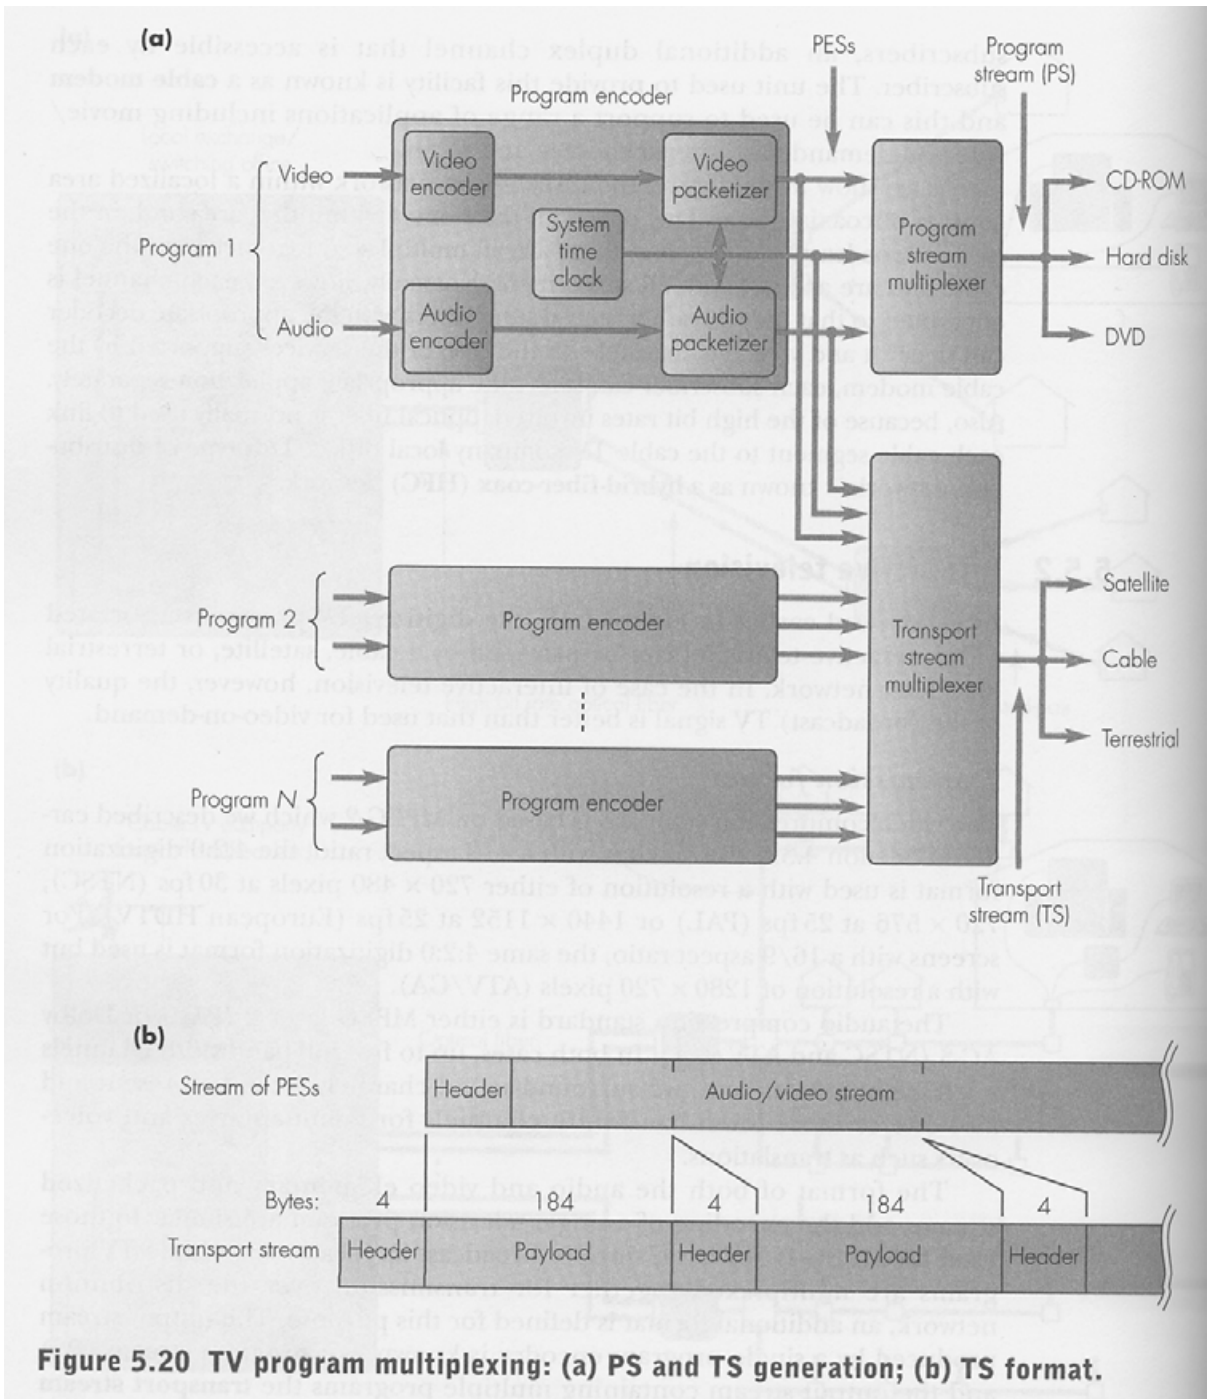 (a)
PESs
Program
stream (PS)
Program encoder
Video
Video
encoder
Video
packetizer
CD-ROM
Program 1
System
time
clock
Program
stream
multiplexer
Hard disk
Audio
Audio
encoder
Audio
packetizer
DVD
Program 2
Program encoder
Transport
stream
multiplexer
Satellite
Cable
Terrestrial
Program N
Program encoder
Transport
stream (TS)
(b)
Stream of PESs
Header
Audio/video stream
Bytes: 4 184 4 184 4
Transport stream Header Payload Header Payload Header
Figure 5.20 TV program multiplexing: (a) PS and TS generation; (b) TS format.